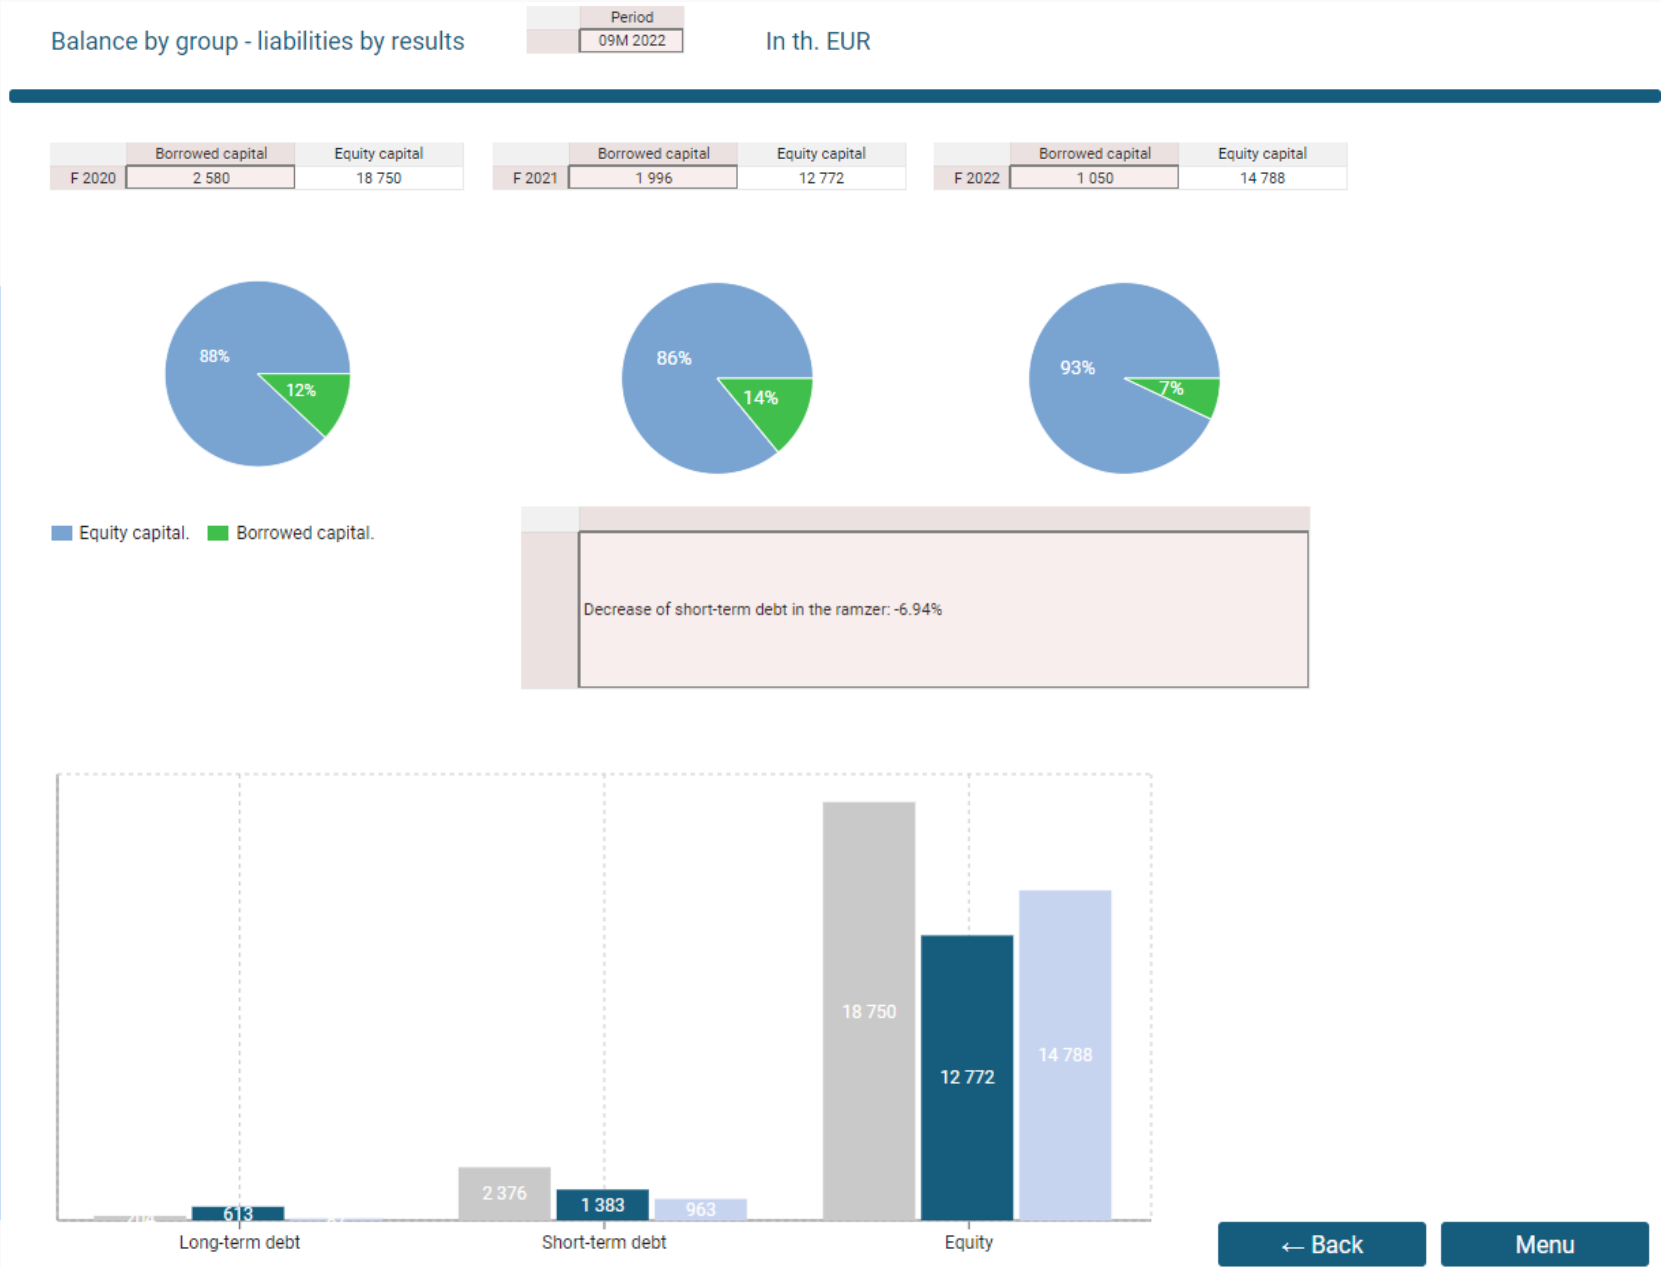 Period
Balance by group - liabilities by results
09M 2022
In th. EUR
Borrowed capital Equity capital
F 2020 2 580 18 750
Borrowed capital Equity capital
F 2021 1 996 12 772
Borrowed capital Equity capital
F 2022 1 050 14 788
88%
12%
86%
14%
93%
7%
Equity capital. Borrowed capital.
Decrease of short-term debt in the ramzer: -6.94%
18 750
12 772
14 788
2 376
1 383
963
613
Long-term debt Short-term debt Equity
← Back
Menu